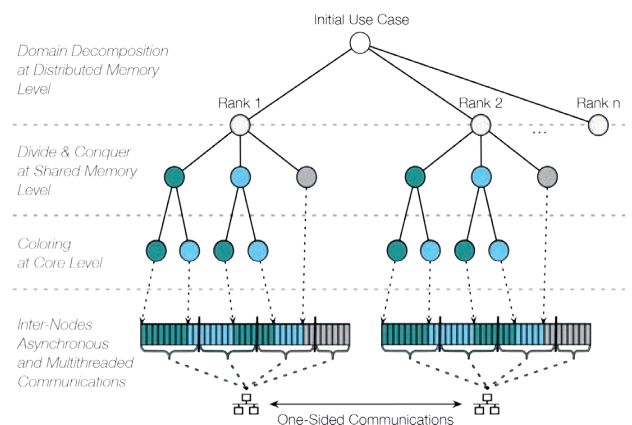 Initial Use Case
Domain Decomposition
at Distributed Memory
Level
Rank 1
Rank 2
Rank n
...
Divide & Conquer
at Shared Memory
Level
Coloring
at Core Level
Inter-Nodes
Asynchronous
and Multithreaded
Communications
One-Sided Communications